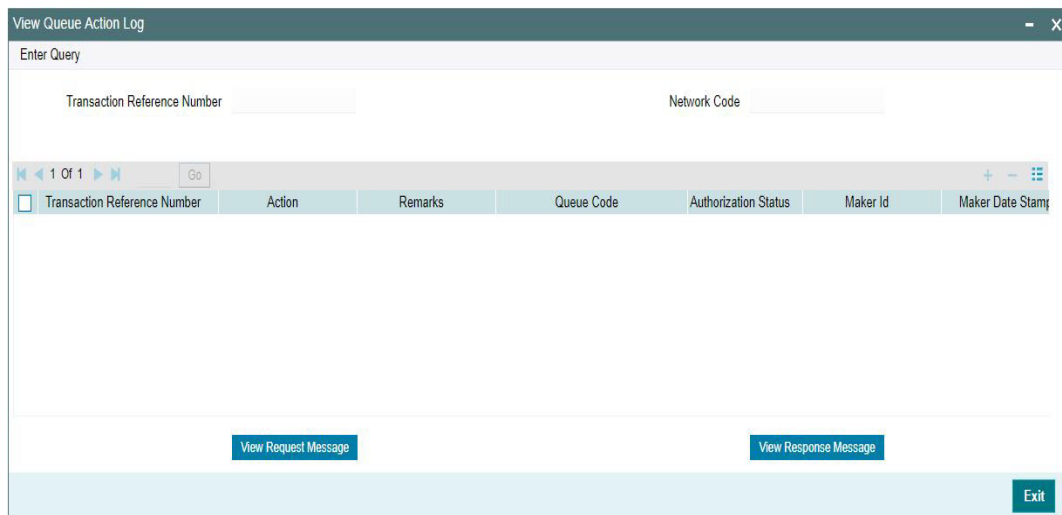 View Queue Action Log
Enter Query
Transaction Reference Number Network Code
1 Of 1 Go
Transaction Reference Number Action Remarks Queue Code Authorization Status Maker Id Maker Date Stamp
View Request Message View Response Message
Exit